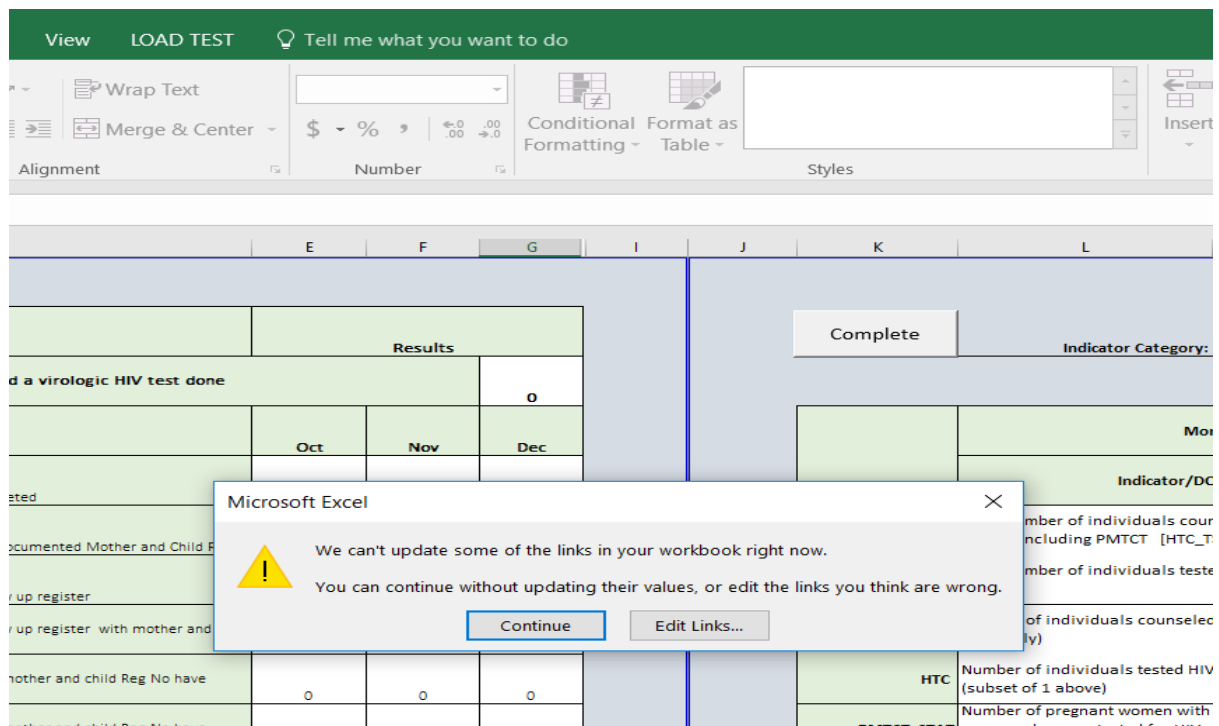 View LOAD TEST Tell me what you want to do
Wrap Text
Merge & Center $ % , .00 .00 Conditional Formatting Format as Table Insert
Alignment Number Styles
E F G I J K L
Results Complete Indicator Category:
d a virologic HIV test done
0
Oct Nov Dec Mor
eted Indicator/DC
Microsoft Excel
ocumented Mother and Child R
We can't update some of the links in your workbook right now.
You can continue without updating their values, or edit the links you think are wrong.
Continue Edit Links...
mber of individuals cour
ncluding PMTCT [HTC_T
mber of individuals teste
up register
up register with mother and
of individuals counseled
ly)
nother and child Reg No have
0 0 0
HTC Number of individuals tested HIV
(subset of 1 above)
Number of pregnant women with